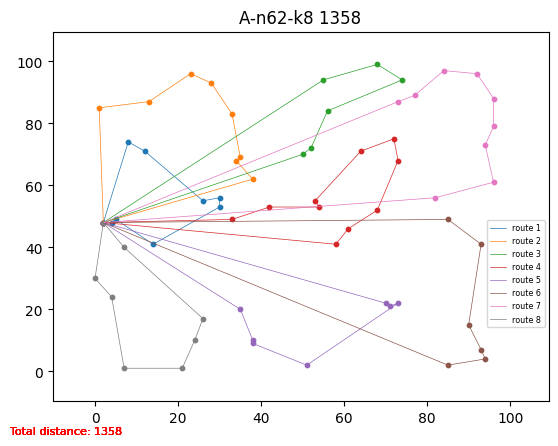 A-n62-k8 1358
100
80
60
40
20
0
0 20 40 60 80 100
route 1
route 2
route 3
route 4
route 5
route 6
route 7
route 8
Total distance: 1358